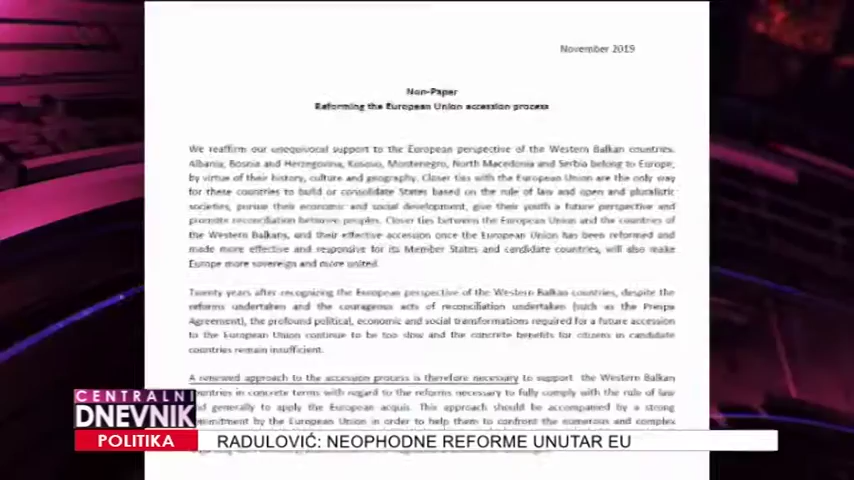 November 2019
Non-Paper
Reforming the European Union accession process
We reaffirm our unequivocal support to the European perspective of the Western Balkan countries.
Albania, Bosnia and Herzegovina, Kosovo, Montenegro, North Macedonia and Serbia belong to Europe,
by virtue of their history, culture and geography. Closer ties with the European Union are the only way
for these countries to build or consolidate States based on the rule of law and open and pluralistic
societies, pursue their economic and social development, give their youth a future perspective and
promote reconciliation between peoples. Closer ties between the European Union and the countries of
the Western Balkans, and their effective accession once the European Union has been reformed and
made more effective and responsive for its Member States and candidate countries, will also make
Europe more sovereign and more united.
Twenty years after recognizing the European perspective of the Western Balkan countries, despite the
reforms undertaken and the courageous acts of reconciliation undertaken (such as the Prespa
Agreement), the profound political, economic and social transformations required for a future accession
to the European Union continue to be too slow and the concrete benefits for citizens in candidate
countries remain insufficient.
A renewed approach to the accession process is therefore necessary to support the Western Balkan
countries in concrete terms with regard to the reforms necessary to fully comply with the rule of law
generally to apply the European acquis. This approach should be accompanied by a strong
by the European Union in order to help them to confront the numerous and complex
CENTRALNI
DNEVNIK
POLITIKA
RADULOVIĆ: NEOPHODNE REFORME UNUTAR EU